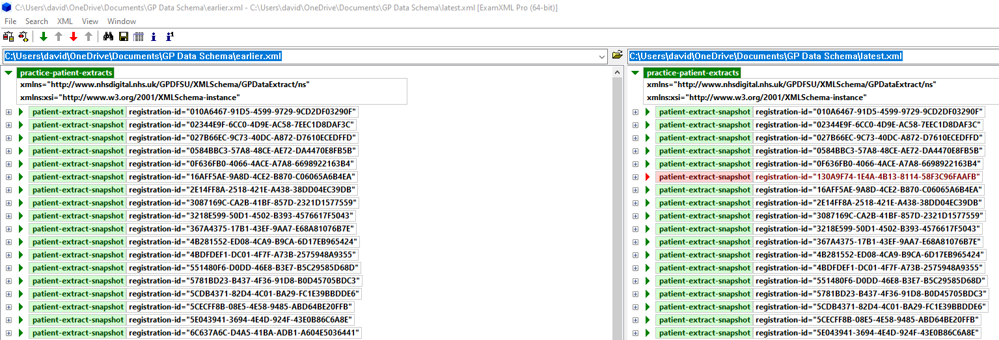 C:\Users\david\OneDrive\Documents\GP Data Schema\earlier.xml - C:\Users\david\OneDrive\Documents\GP Data Schema\latest.xml [ExamXML Pro (64-bit)]
File Search XML View Window
C:\Users\david\OneDrive\Documents\GP Data Schema\earlier.xml
practice-patient-extracts
xmlns="http://www.nhsdigital.nhs.uk/GPDFSU/XMLSchema/GPDataExtract/ns"
xmlns:xsi="http://www.w3.org/2001/XMLSchema-instance"
patient-extract-snapshot registration-id="010A6467-91D5-4599-9729-9CD2DF03290F"
patient-extract-snapshot registration-id="02344E9F-6CC0-4D9E-AC58-7EEC1D8DAF3C"
patient-extract-snapshot registration-id="027B66EC-9C73-40DC-A872-D7610ECEDFFD"
patient-extract-snapshot registration-id="0584BBC3-57A8-48CE-AE72-DA4470E8FB5B"
patient-extract-snapshot registration-id="0F636FB0-4066-4ACE-A7A8-6698922163B4"
patient-extract-snapshot registration-id="16AFF5AE-9A8D-4CE2-B870-C06065A6B4EA"
patient-extract-snapshot registration-id="2E14FF8A-2518-421E-A438-38DD04EC39DB"
patient-extract-snapshot registration-id="3087169C-CA2B-41BF-857D-2321D1577559"
patient-extract-snapshot registration-id="3218E599-50D1-4502-B393-4576617F5043"
patient-extract-snapshot registration-id="367A4375-17B1-43EF-9AA7-E68A81076B7E"
patient-extract-snapshot registration-id="4B281552-ED08-4CA9-B9CA-6D17EB965424"
patient-extract-snapshot registration-id="4BDFDEF1-DC01-4F7F-A73B-2575948A9355"
patient-extract-snapshot registration-id="551480F6-D0DD-46E8-B3E7-B5C29585D68D"
patient-extract-snapshot registration-id="5781BD23-B437-4F36-91D8-B0D45705BDC3"
patient-extract-snapshot registration-id="5CDB4371-82D4-4C01-BA29-FC1E39BBDDE6"
patient-extract-snapshot registration-id="5CECFF8B-08E5-4E58-9485-ABD64BE20FFB"
patient-extract-snapshot registration-id="5E043941-3694-4E4D-924F-43E0B86C6A8E"
patient-extract-snapshot registration-id="6C637A6C-D4A5-41BA-ADB1-A604E5036441"
C:\Users\david\OneDrive\Documents\GP Data Schema\latest.xml
practice-patient-extracts
xmlns="http://www.nhsdigital.nhs.uk/GPDFSU/XMLSchema/GPDataExtract/ns"
xmlns:xsi="http://www.w3.org/2001/XMLSchema-instance"
patient-extract-snapshot registration-id="010A6467-91D5-4599-9729-9CD2DF03290F"
patient-extract-snapshot registration-id="02344E9F-6CC0-4D9E-AC58-7EEC1D8DAF3C"
patient-extract-snapshot registration-id="027B66EC-9C73-40DC-A872-D7610ECEDFFD"
patient-extract-snapshot registration-id="0584BBC3-57A8-48CE-AE72-DA4470E8FB5B"
patient-extract-snapshot registration-id="0F636FB0-4066-4ACE-A7A8-6698922163B4"
patient-extract-snapshot registration-id="130A9F74-1E4A-4B13-8114-58F3C96FAAFB"
patient-extract-snapshot registration-id="16AFF5AE-9A8D-4CE2-B870-C06065A6B4EA"
patient-extract-snapshot registration-id="2E14FF8A-2518-421E-A438-38DD04EC39DB"
patient-extract-snapshot registration-id="3087169C-CA2B-41BF-857D-2321D1577559"
patient-extract-snapshot registration-id="3218E599-50D1-4502-B393-4576617F5043"
patient-extract-snapshot registration-id="367A4375-17B1-43EF-9AA7-E68A81076B7E"
patient-extract-snapshot registration-id="4B281552-ED08-4CA9-B9CA-6D17EB965424"
patient-extract-snapshot registration-id="4BDFDEF1-DC01-4F7F-A73B-2575948A9355"
patient-extract-snapshot registration-id="551480F6-D0DD-46E8-B3E7-B5C29585D68D"
patient-extract-snapshot registration-id="5781BD23-B437-4F36-91D8-B0D45705BDC3"
patient-extract-snapshot registration-id="5CDB4371-82D4-4C01-BA29-FC1E39BBDDE6"
patient-extract-snapshot registration-id="5CECFF8B-08E5-4E58-9485-ABD64BE20FFB"
patient-extract-snapshot registration-id="5E043941-3694-4E4D-924F-43E0B86C6A8E"